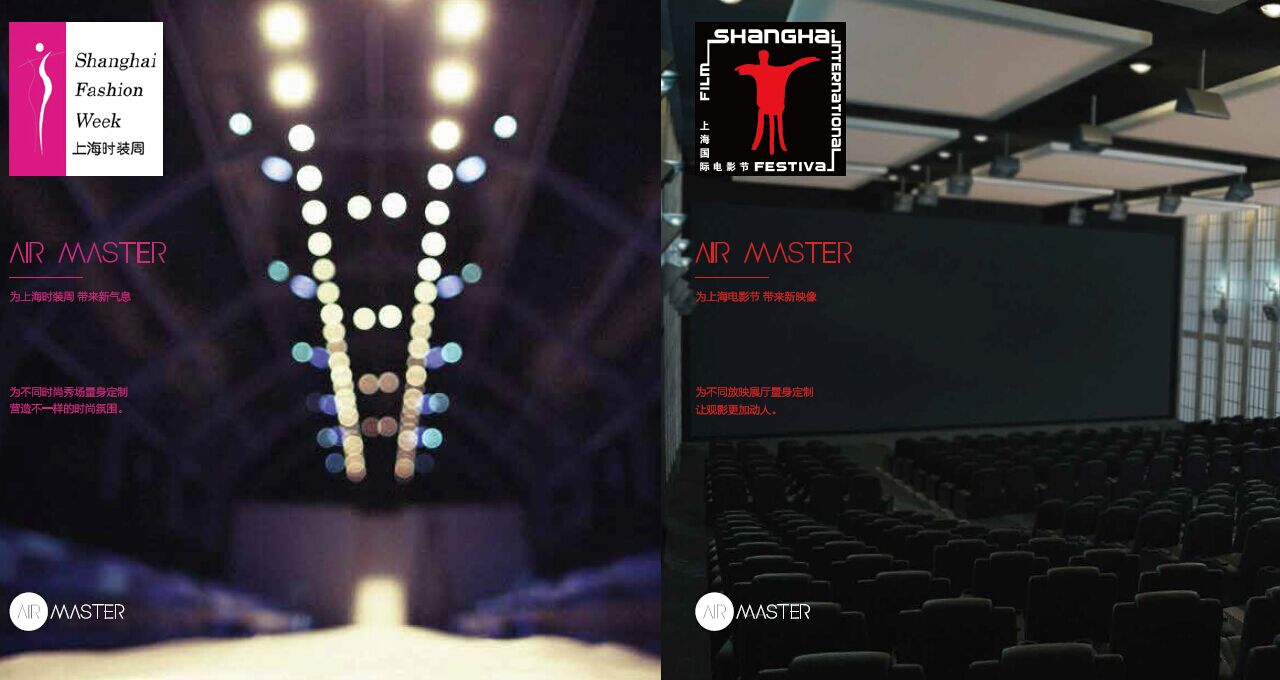 Shanghai
Fashion
Week
上海时装周
AIR MASTER
为上海时装周 带来新气息
为不同时尚秀场量身定制
营造不一样的时尚氛围。
AIR MASTER
SHANGHAI
INTERNATIONAL
FILM
FESTIVAL
上海国际电影节
AIR MASTER
为上海电影节 带来新映像
为不同放映展厅量身定制
让观影更加动人。
AIR MASTER